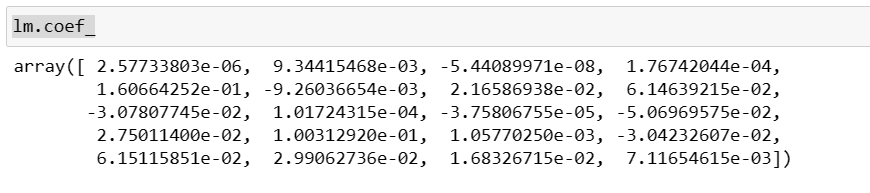 lm.coef_
array([ 2.57733803e-06,  9.34415468e-03, -5.44089971e-08,  1.76742044e-04,
1.60664252e-01, -9.26036654e-03,  2.16586938e-02,  6.14639215e-02,
-3.07807745e-02,  1.01724315e-04, -3.75806755e-05, -5.06969575e-02,
2.75011400e-02,  1.00312920e-01,  1.05770250e-03, -3.04232607e-02,
6.15115851e-02,  2.99062736e-02,  1.68326715e-02,  7.11654615e-03])